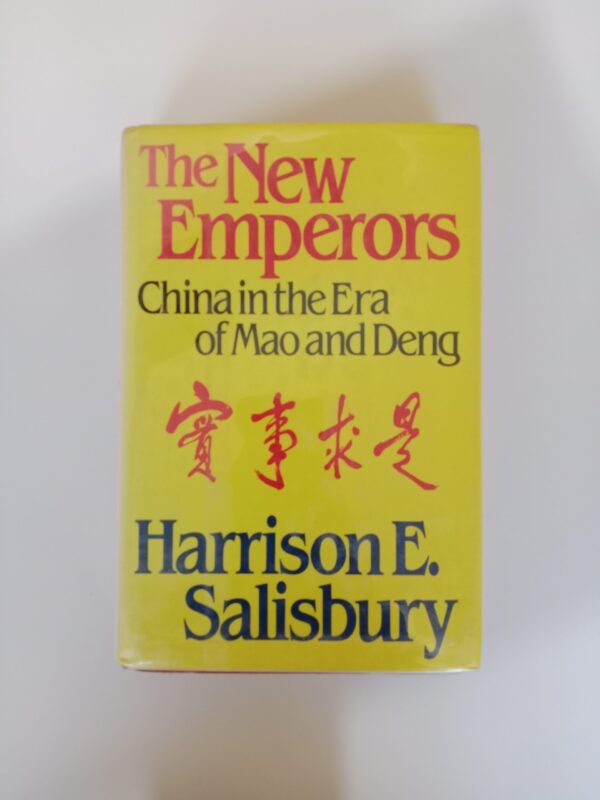 The New
Emperors
China in the Era
of Mao and Deng
實事求是
Harrison E.
Salisbury